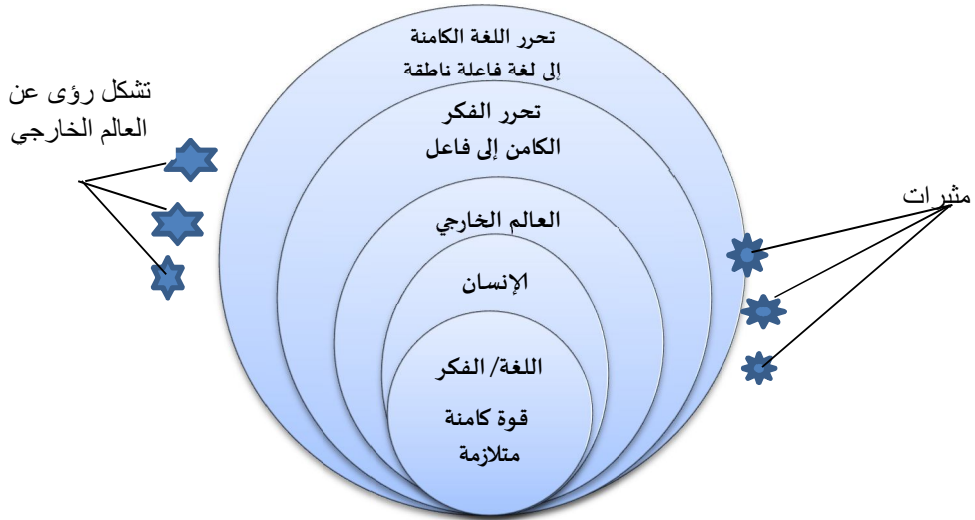 تحرر اللغة الكامنة
إلى لغة فاعلة ناطقة
تشكل رؤى عن
العالم الخارجي
تحرر الفكر
الكامن إلى فاعل
مثيرات
العالم الخارجي
الإنسان
اللغة/ الفكر
قوة كامنة
متلازمة